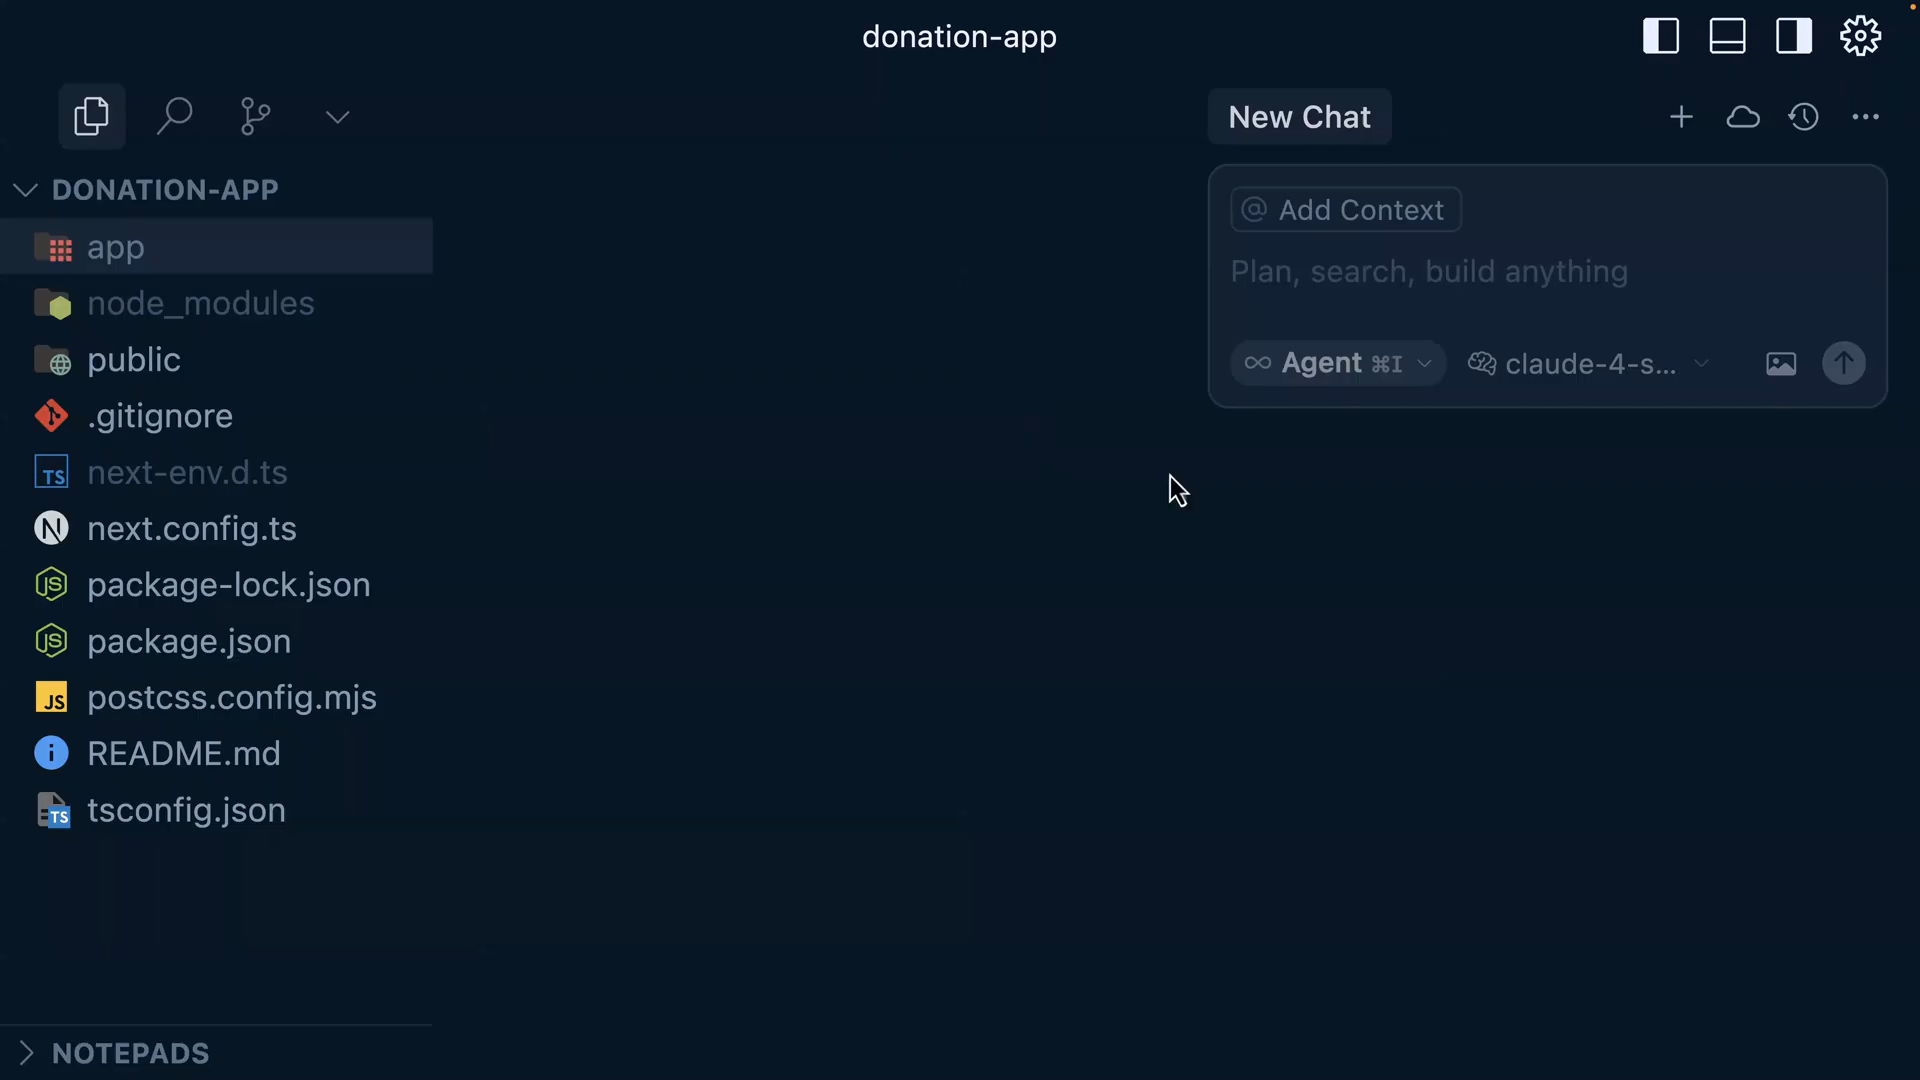 donation-app
New Chat
DONATION-APP
app
node_modules
public
.gitignore
next-env.d.ts
next.config.ts
package-lock.json
package.json
postcss.config.mjs
README.md
tsconfig.json
NOTEPADS
@ Add Context
Plan, search, build anything
∞ Agent ⌘I
claude-4-s...